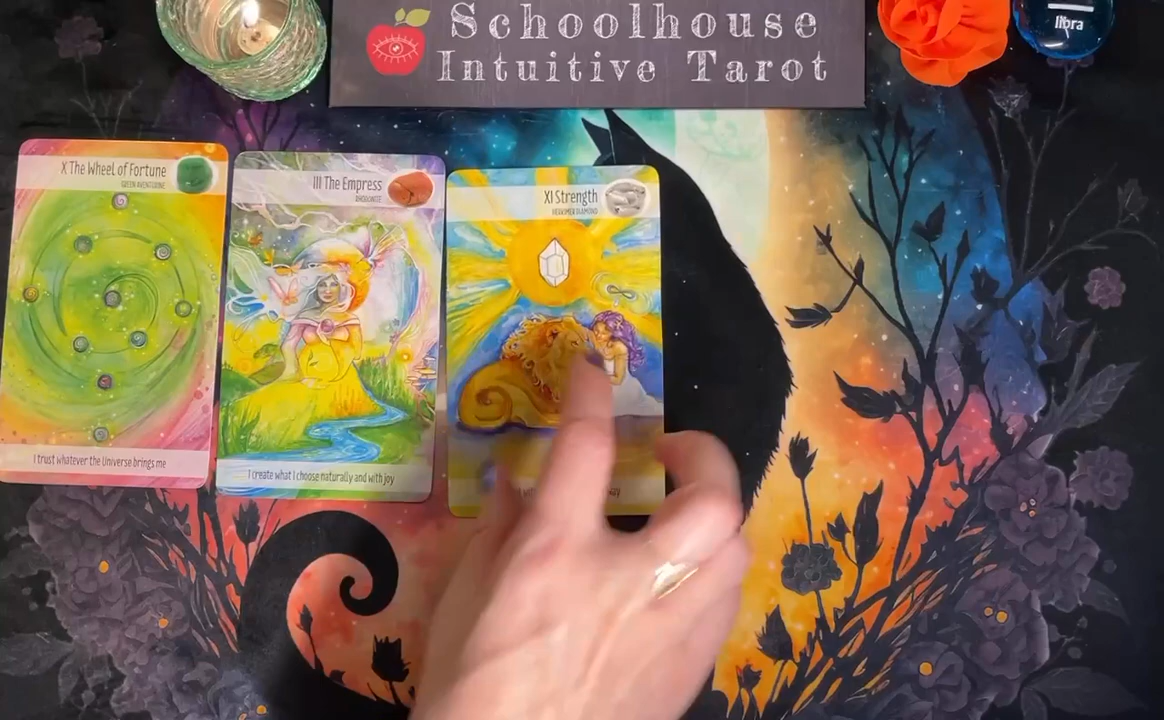 Schoolhouse
Intuitive Tarot
libra
X The Wheel of Fortune
GREEN AVENTURINE
III The Empress
RHODONITE
XI Strength
HERKIMER DIAMOND
I trust whatever the Universe brings me
I create what I choose naturally and with joy